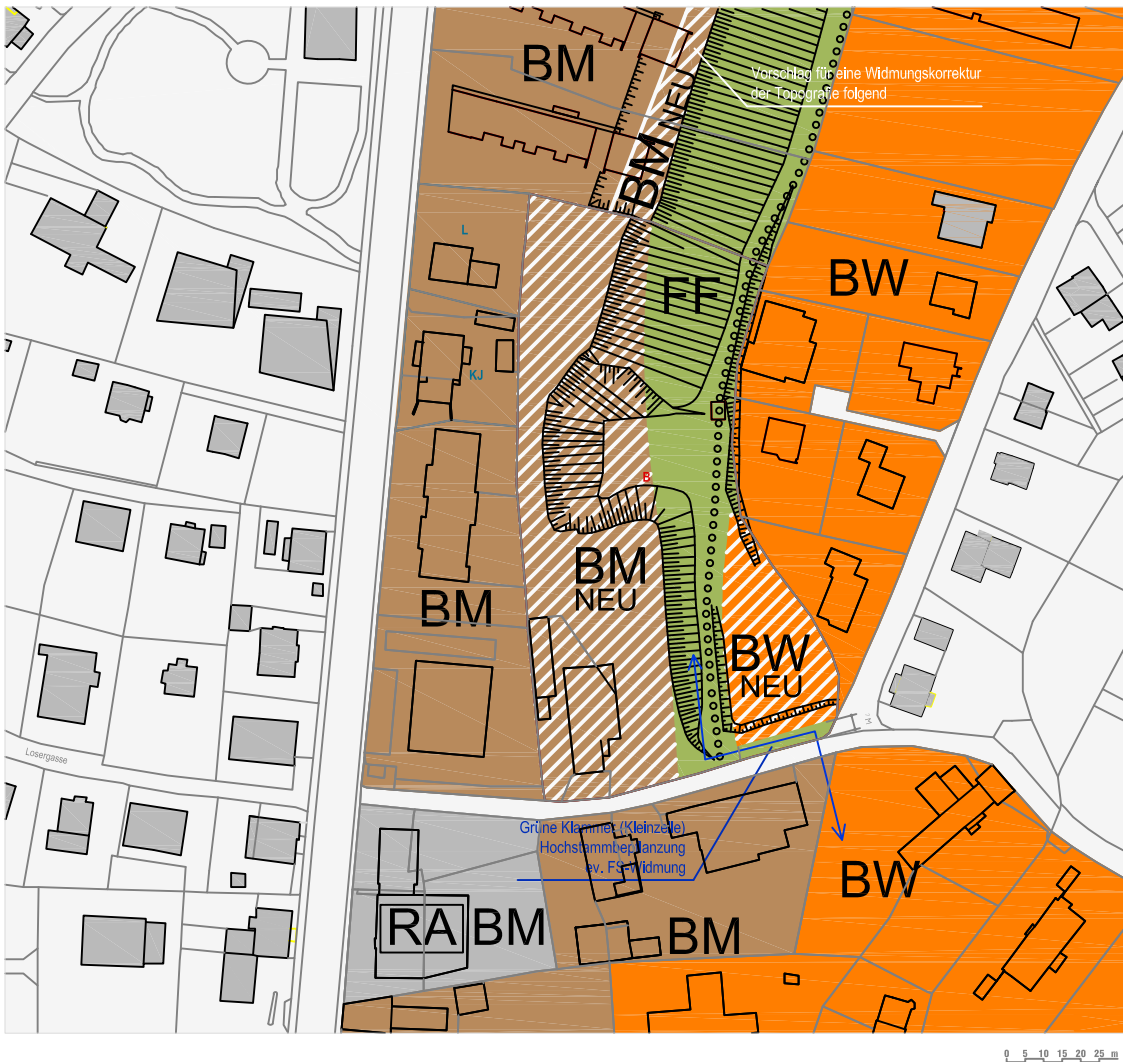 BM
Vorschlag für eine Widmungskorrektur
der Topografie folgend
BM NEU
L
FF
BW
KJ
B
BM
NEU
BM
BW
NEU
Losergasse
Grüne Klammer (Kleinzeile)
Hochstammbepflanzung
ev. FS-Widmung
BW
RA
BM
BM
0 5 10 15 20 25 m